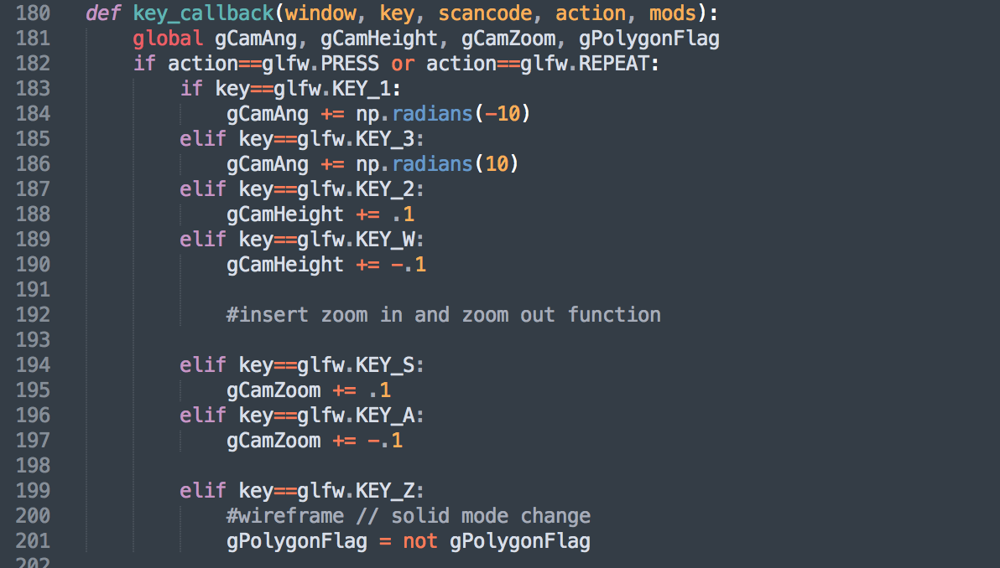 180 def key_callback(window, key, scancode, action, mods):
181 global gCamAng, gCamHeight, gCamZoom, gPolygonFlag
182 if action==glfw.PRESS or action==glfw.REPEAT:
183 if key==glfw.KEY_1:
184 gCamAng += np.radians(-10)
185 elif key==glfw.KEY_3:
186 gCamAng += np.radians(10)
187 elif key==glfw.KEY_2:
188 gCamHeight += .1
189 elif key==glfw.KEY_W:
190 gCamHeight += -.1
191
192 #insert zoom in and zoom out function
193
194 elif key==glfw.KEY_S:
195 gCamZoom += .1
196 elif key==glfw.KEY_A:
197 gCamZoom += -.1
198
199 elif key==glfw.KEY_Z:
200 #wireframe // solid mode change
201 gPolygonFlag = not gPolygonFlag
202